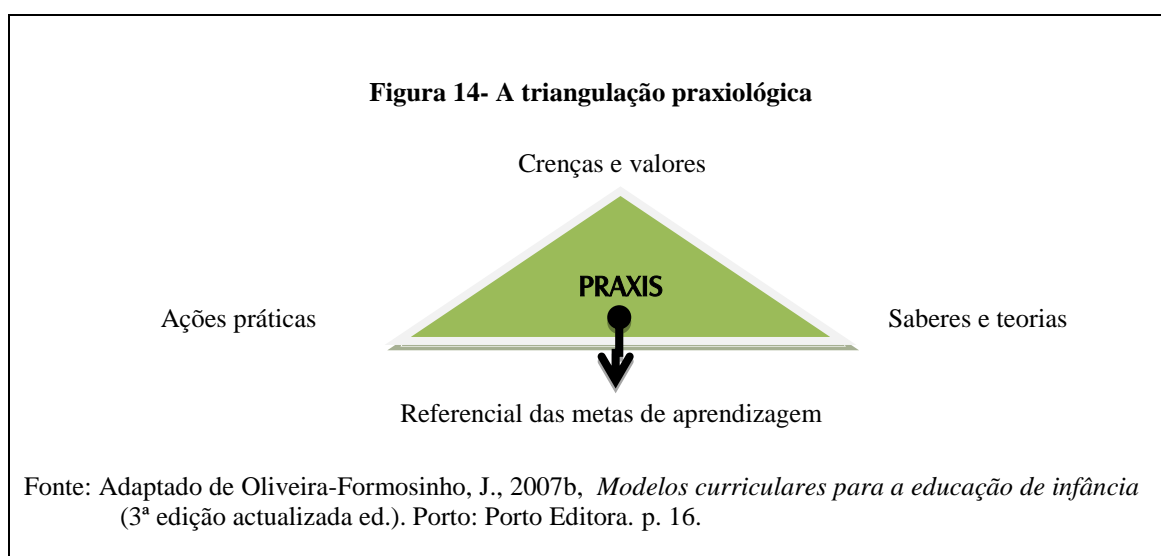 Figura 14- A triangulação praxiológica
Crenças e valores
PRAXIS
Ações práticas
Saberes e teorias
Referencial das metas de aprendizagem
Fonte: Adaptado de Oliveira-Formosinho, J., 2007b, Modelos curriculares para a educação de infância
(3ª edição actualizada ed.). Porto: Porto Editora. p. 16.